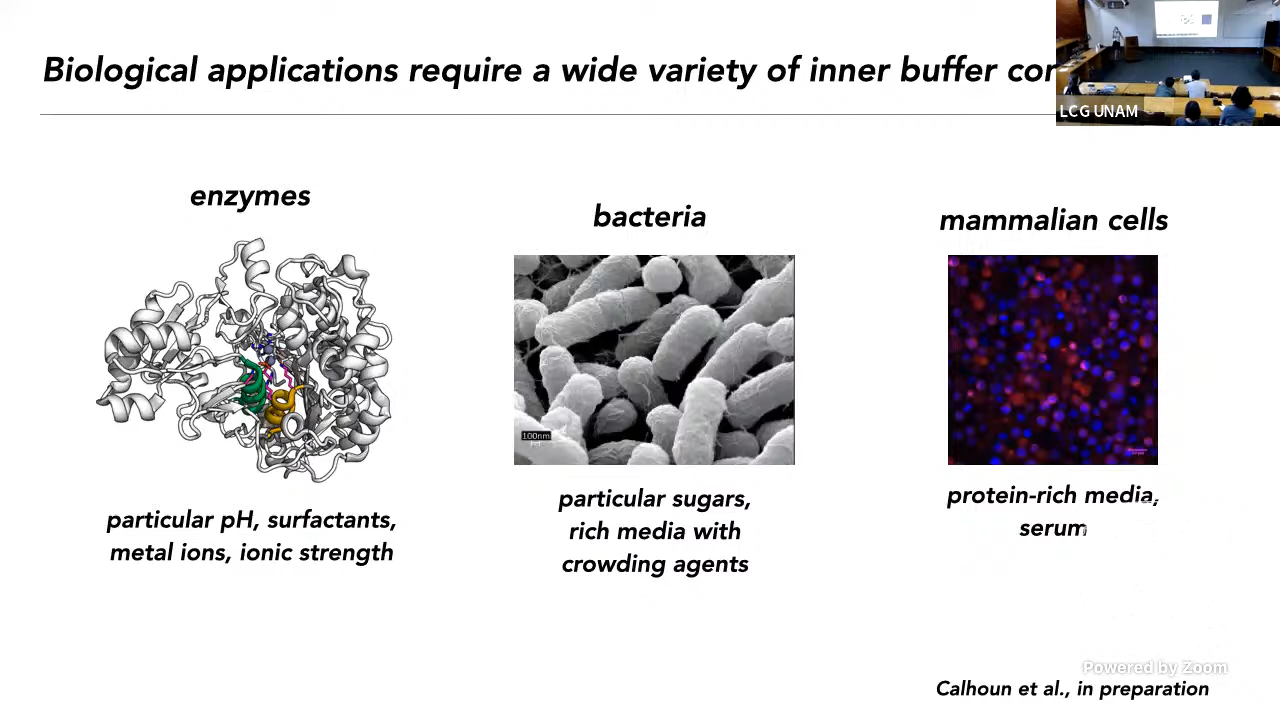 Biological applications require a wide variety of inner buffer
LCG UNAM
enzymes
bacteria
mammalian cells
100nm
particular pH, surfactants,
metal ions, ionic strength
particular sugars,
rich media with
crowding agents
protein-rich media,
serum
Powered by Zoom
Calhoun et al., in preparation